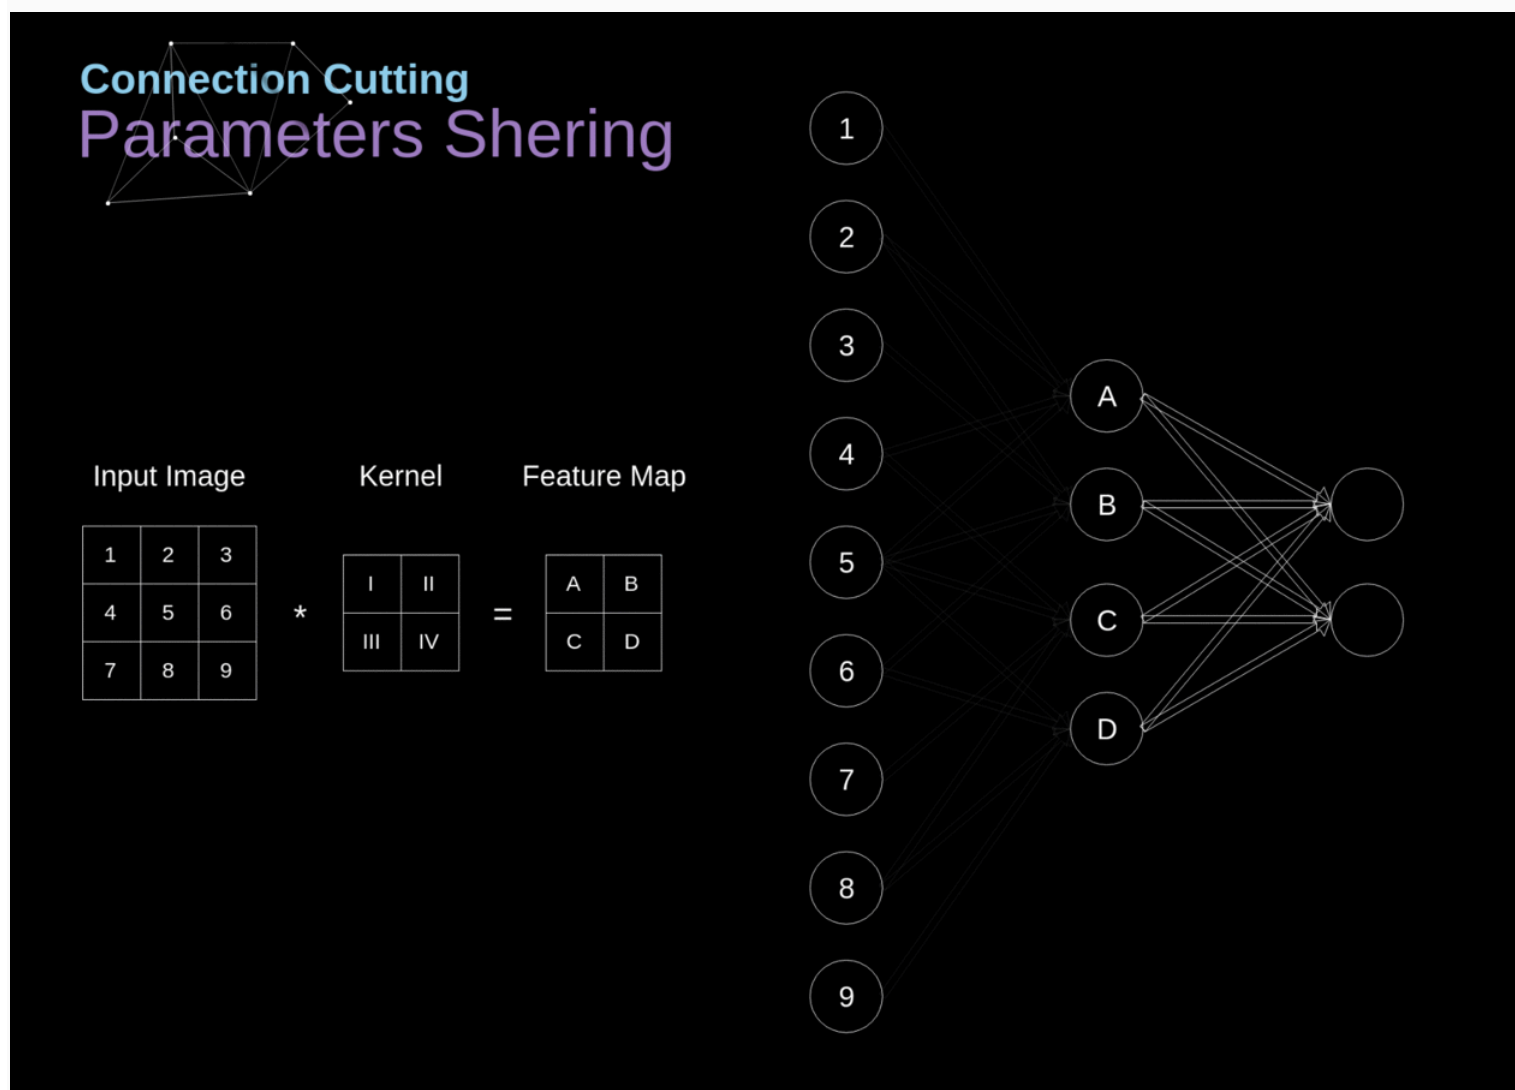 Connection Cutting
Parameters Shering
Input Image
Kernel
Feature Map
1 2 3
4 5 6
7 8 9
*
I II
III IV
=
A B
C D
1
2
3
4
5
6
7
8
9
A
B
C
D